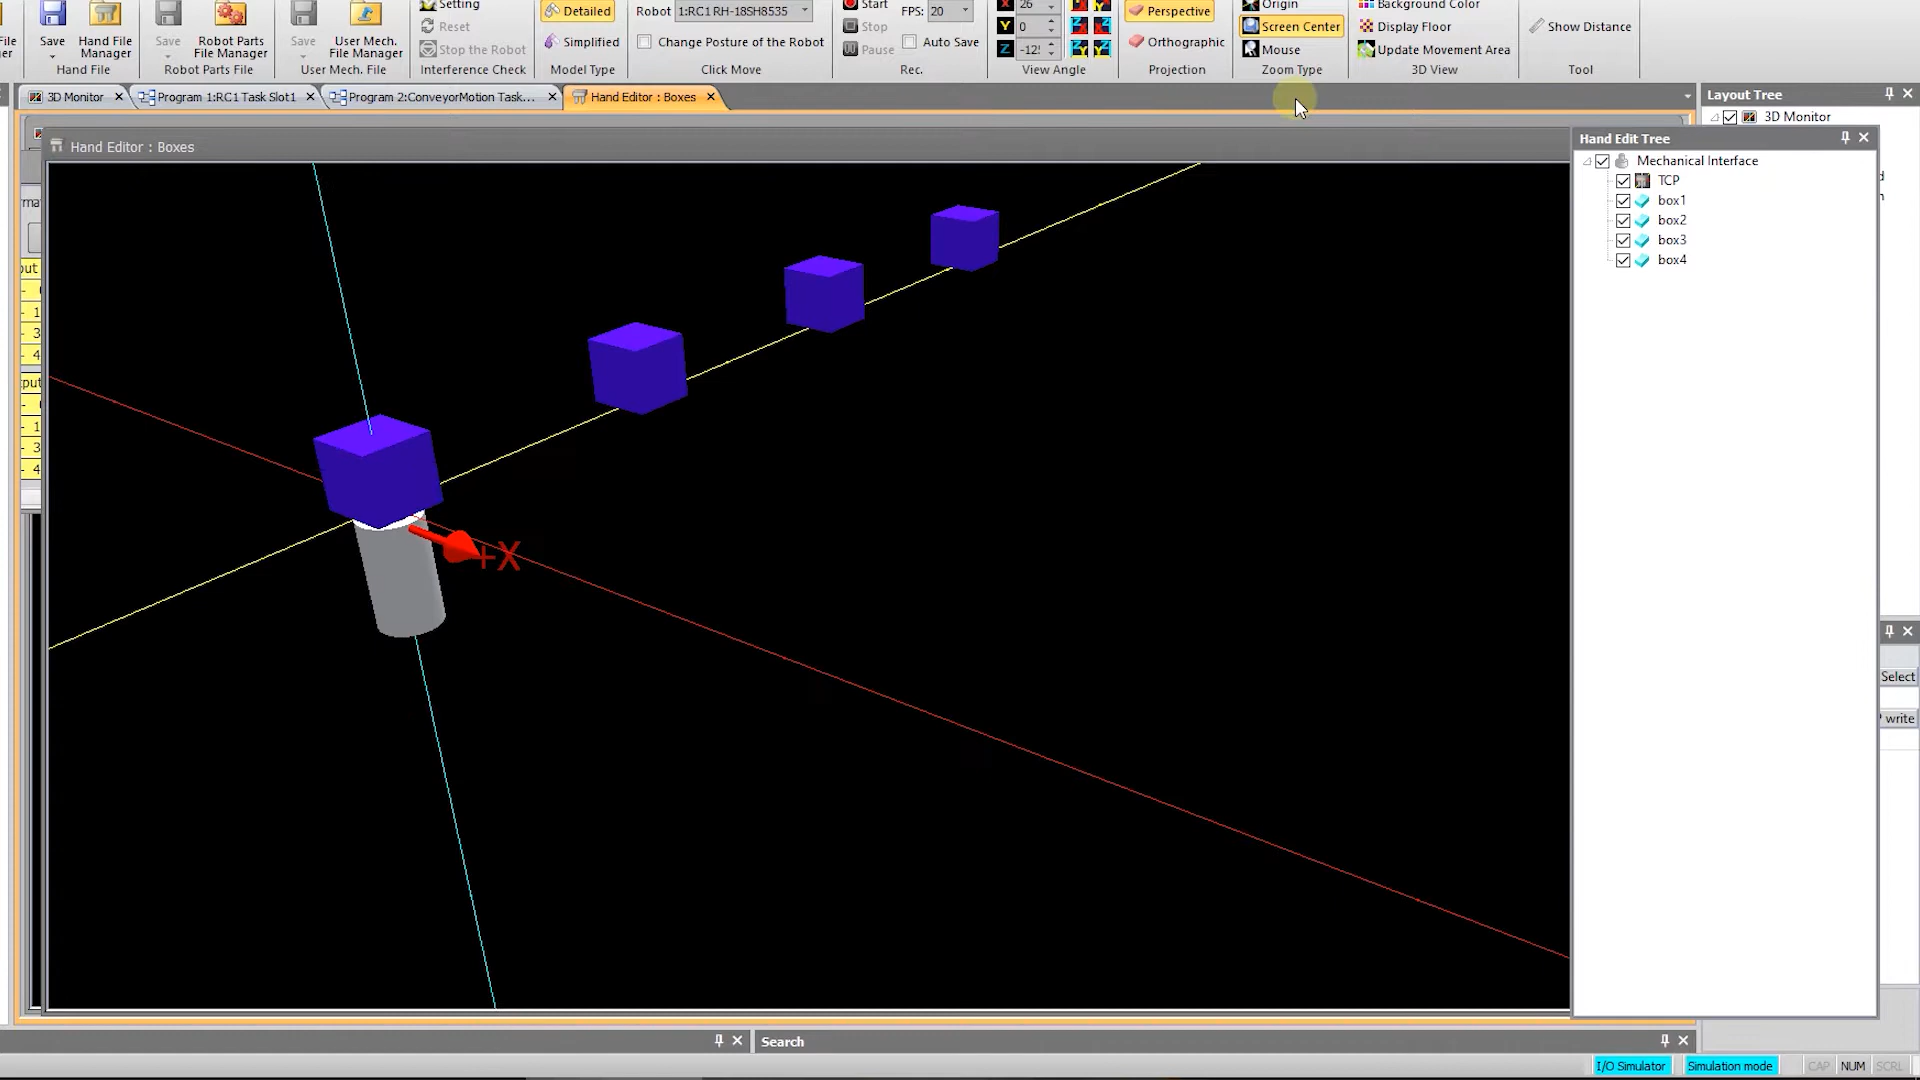 Setting
Detailed
Robot 1:RC1 RH-18SH8535
Start
FPS: 20
X 26
Perspective
Origin
Background Color
Save
Hand File Manager
Save
Robot Parts File Manager
Save
User Mech. File Manager
Reset
Stop
Y 0
Screen Center
Display Floor
Show Distance
Stop the Robot
Simplified
Change Posture of the Robot
Pause
Auto Save
Z -12
Orthographic
Mouse
Update Movement Area
Hand File
Robot Parts File
User Mech. File
Interference Check
Model Type
Click Move
Rec.
View Angle
Projection
Zoom Type
3D View
Tool
3D Monitor
Program 1:RC1 Task Slot1
Program 2:ConveyorMotion Task...
Hand Editor : Boxes
Layout Tree
3D Monitor
Hand Editor : Boxes
Hand Edit Tree
Mechanical Interface
TCP
box1
box2
box3
box4
+X
Select
write
Search
I/O Simulator
Simulation mode
CAP
NUM
SCRL